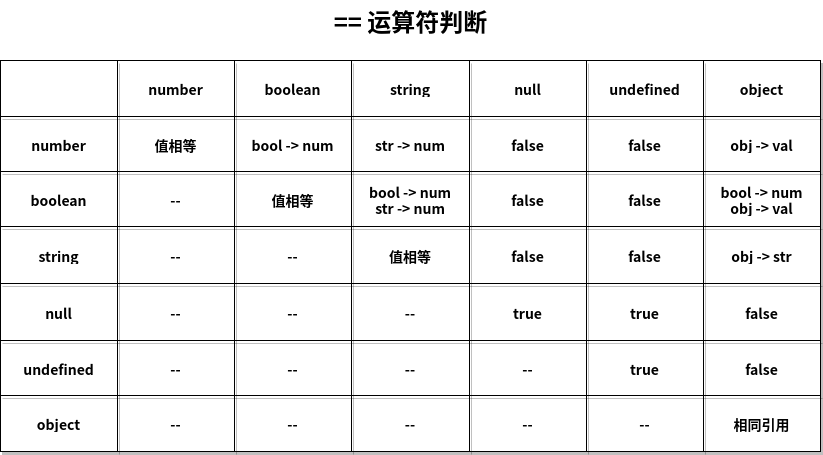 == 运算符判断
number boolean string null undefined object
number 值相等 bool -> num str -> num false false obj -> val
boolean -- 值相等 bool -> num str -> num false false bool -> num obj -> val
string -- -- 值相等 false false obj -> str
null -- -- -- true true false
undefined -- -- -- -- true false
object -- -- -- -- -- 相同引用